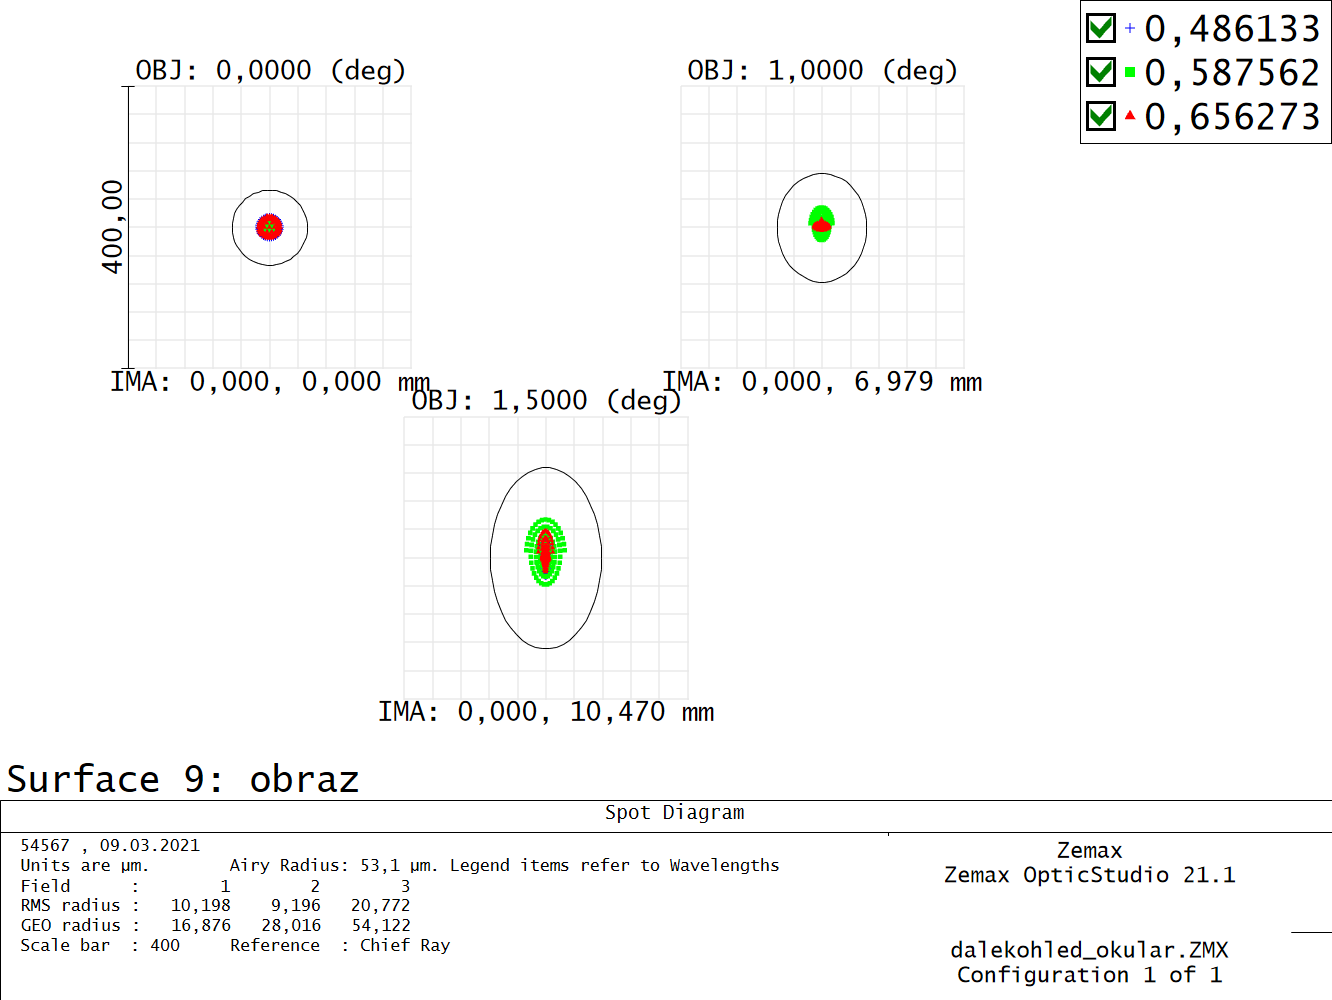 0,486133
0,587562
0,656273
OBJ: 0,0000 (deg)
OBJ: 1,0000 (deg)
400,00
IMA: 0,000, 0,000 mm
IMA: 0,000, 6,979 mm
OBJ: 1,5000 (deg)
IMA: 0,000, 10,470 mm
Surface 9: obraz
Spot Diagram
54567 , 09.03.2021
Units are µm. Airy Radius: 53,1 µm. Legend items refer to Wavelengths
Field : 1 2 3
RMS radius : 10,198 9,196 20,772
GEO radius : 16,876 28,016 54,122
Scale bar : 400 Reference : Chief Ray
Zemax
Zemax OpticStudio 21.1
dalekohled_okular.ZMX
Configuration 1 of 1